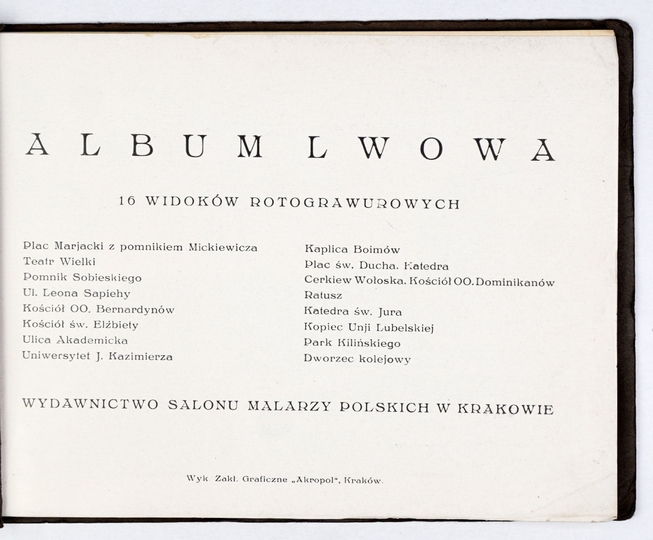 ALBUM LWOWA
16 WIDOKÓW ROTOGRAWUROWYCH
Plac Marjacki z pomnikiem Mickiewicza
Teatr Wielki
Pomnik Sobieskiego
Ul. Leona Sapiehy
Kościół OO. Bernardynów
Kościół św. Elżbiety
Ulica Akademicka
Uniwersytet J. Kazimierza
Kaplica Boimów
Plac św. Ducha. Katedra
Cerkiew Wołoska. Kościół OO. Dominikanów
Ratusz
Katedra św. Jura
Kopiec Unji Lubelskiej
Park Kilińskiego
Dworzec kolejowy
WYDAWNICTWO SALONU MALARZY POLSKICH W KRAKOWIE
Wyk Zakł. Graficzne „Akropol“, Kraków.